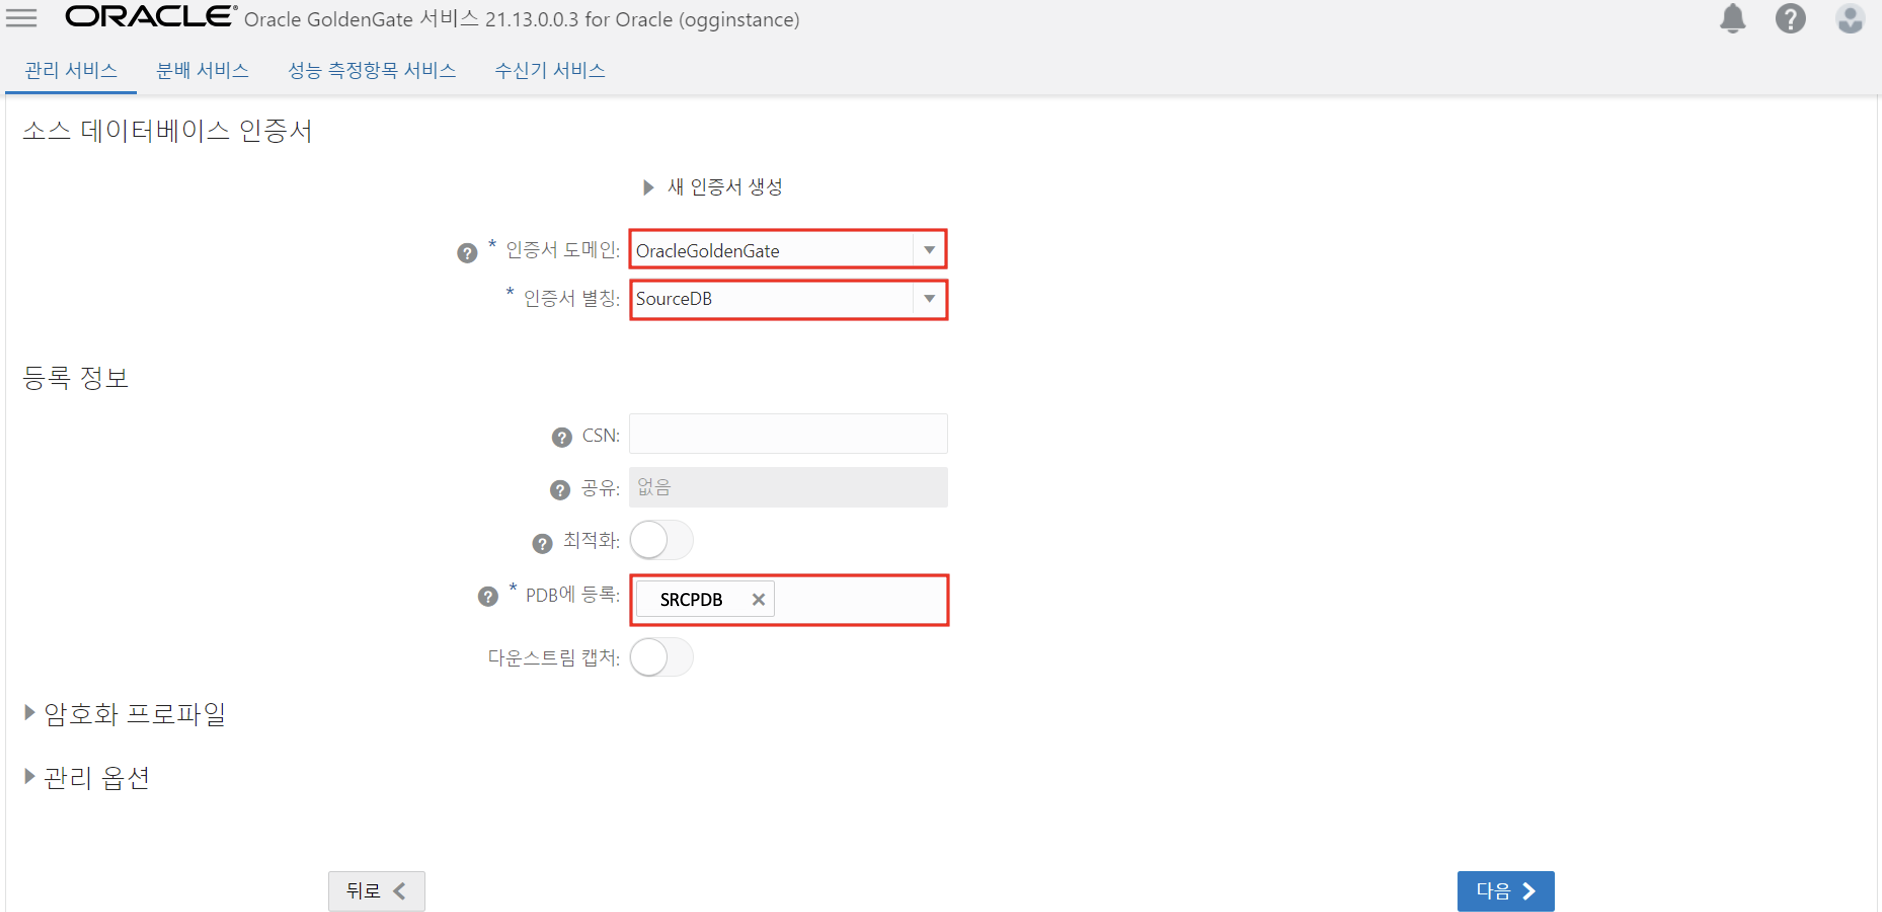 ORACLE® Oracle GoldenGate 서비스 21.13.0.0.3 for Oracle (ogginstance)
관리 서비스 분배 서비스 성능 측정항목 서비스 수신기 서비스
소스 데이터베이스 인증서
새 인증서 생성
* 인증서 도메인: OracleGoldenGate
* 인증서 별칭: SourceDB
등록 정보
CSN:
공유: 없음
최적화:
* PDB에 등록: SRCPDB
다운스트림 캡처:
암호화 프로파일
관리 옵션
뒤로 다음